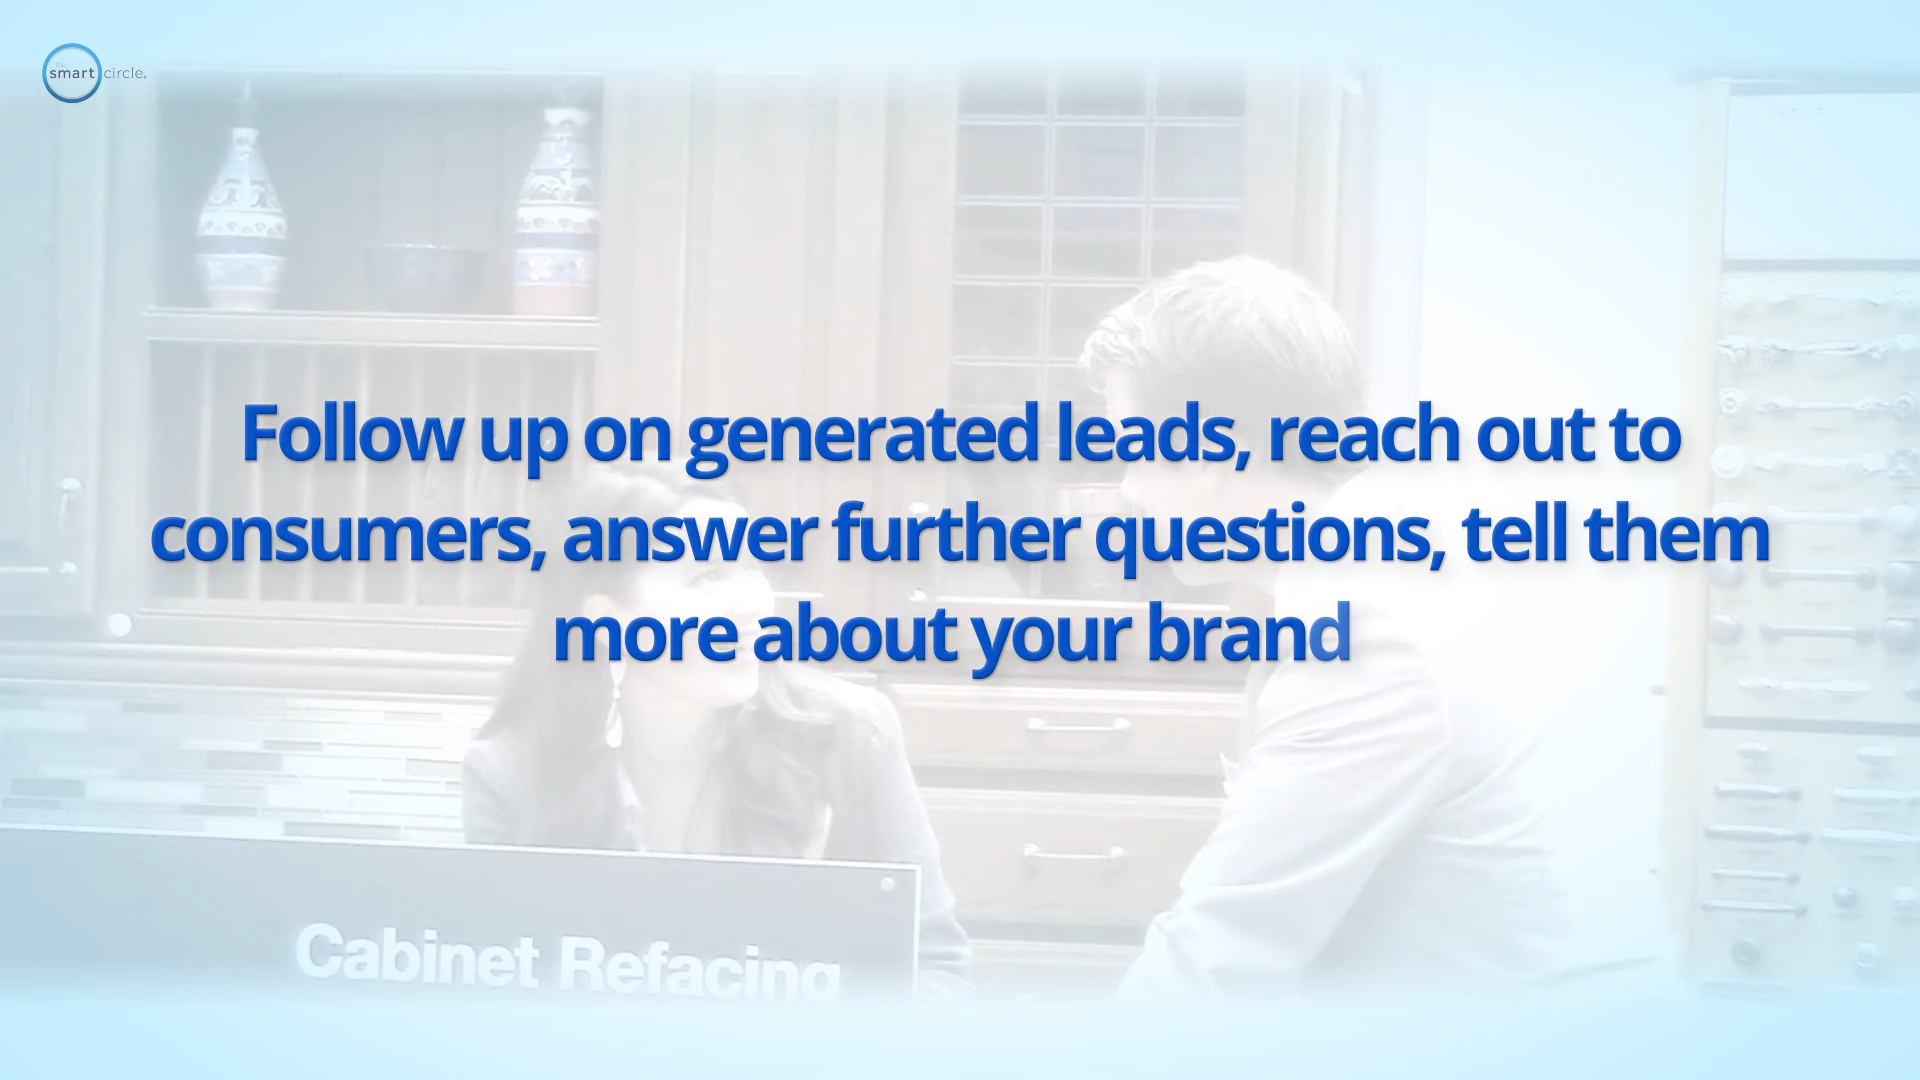 the
smart circle.
Follow up on generated leads, reach out to
consumers, answer further questions, tell them
more about your brand
Cabinet Refacing